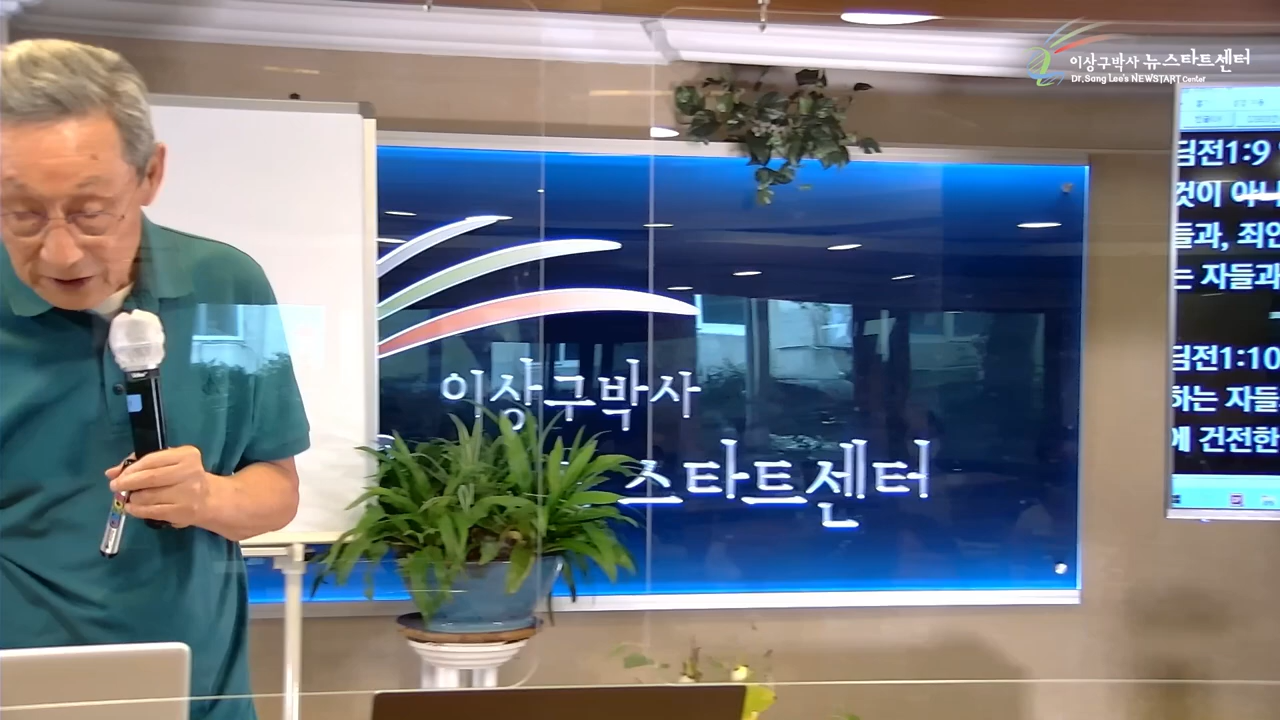 이상구박사 뉴스타트센터
Dr. Sang Lee's NEWSTART Center
이상구박사
스타트센터
딤전1:9
것이 아니
들과, 죄인
는 자들과
딤전1:10
하는 자들
에 건전한